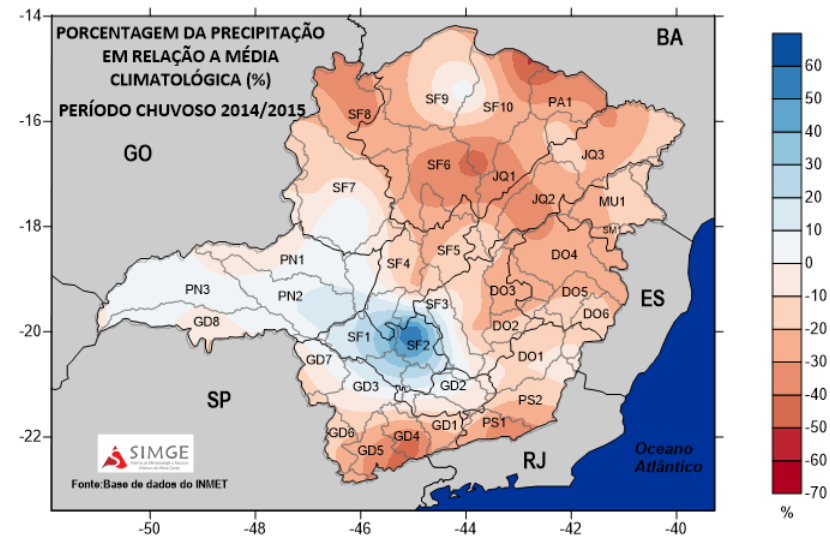 PORCENTAGEM DA PRECIPITAÇÃO
EM RELAÇÃO A MÉDIA
CLIMATOLÓGICA (%)
PERÍODO CHUVOSO 2014/2015
-14
-16
-18
-20
-22
-50
-48
-46
-44
-42
-40
BA
GO
ES
SP
RJ
Oceano
Atlântico
SF9
SF10
PA1
SF8
JQ3
SF6
JQ1
SF7
JQ2
MU1
SM1
SF5
SF4
DO4
PN1
PN3
PN2
DO3
DO5
SF3
DO6
GD8
DO2
SF1
SF2
GD7
DO1
GD3
GD2
PS2
GD1
PS1
GD6
GD4
GD5
SIMGE
Fonte:Base de dados do INMET
60
50
40
30
20
10
0
-10
-20
-30
-40
-50
-60
-70
%